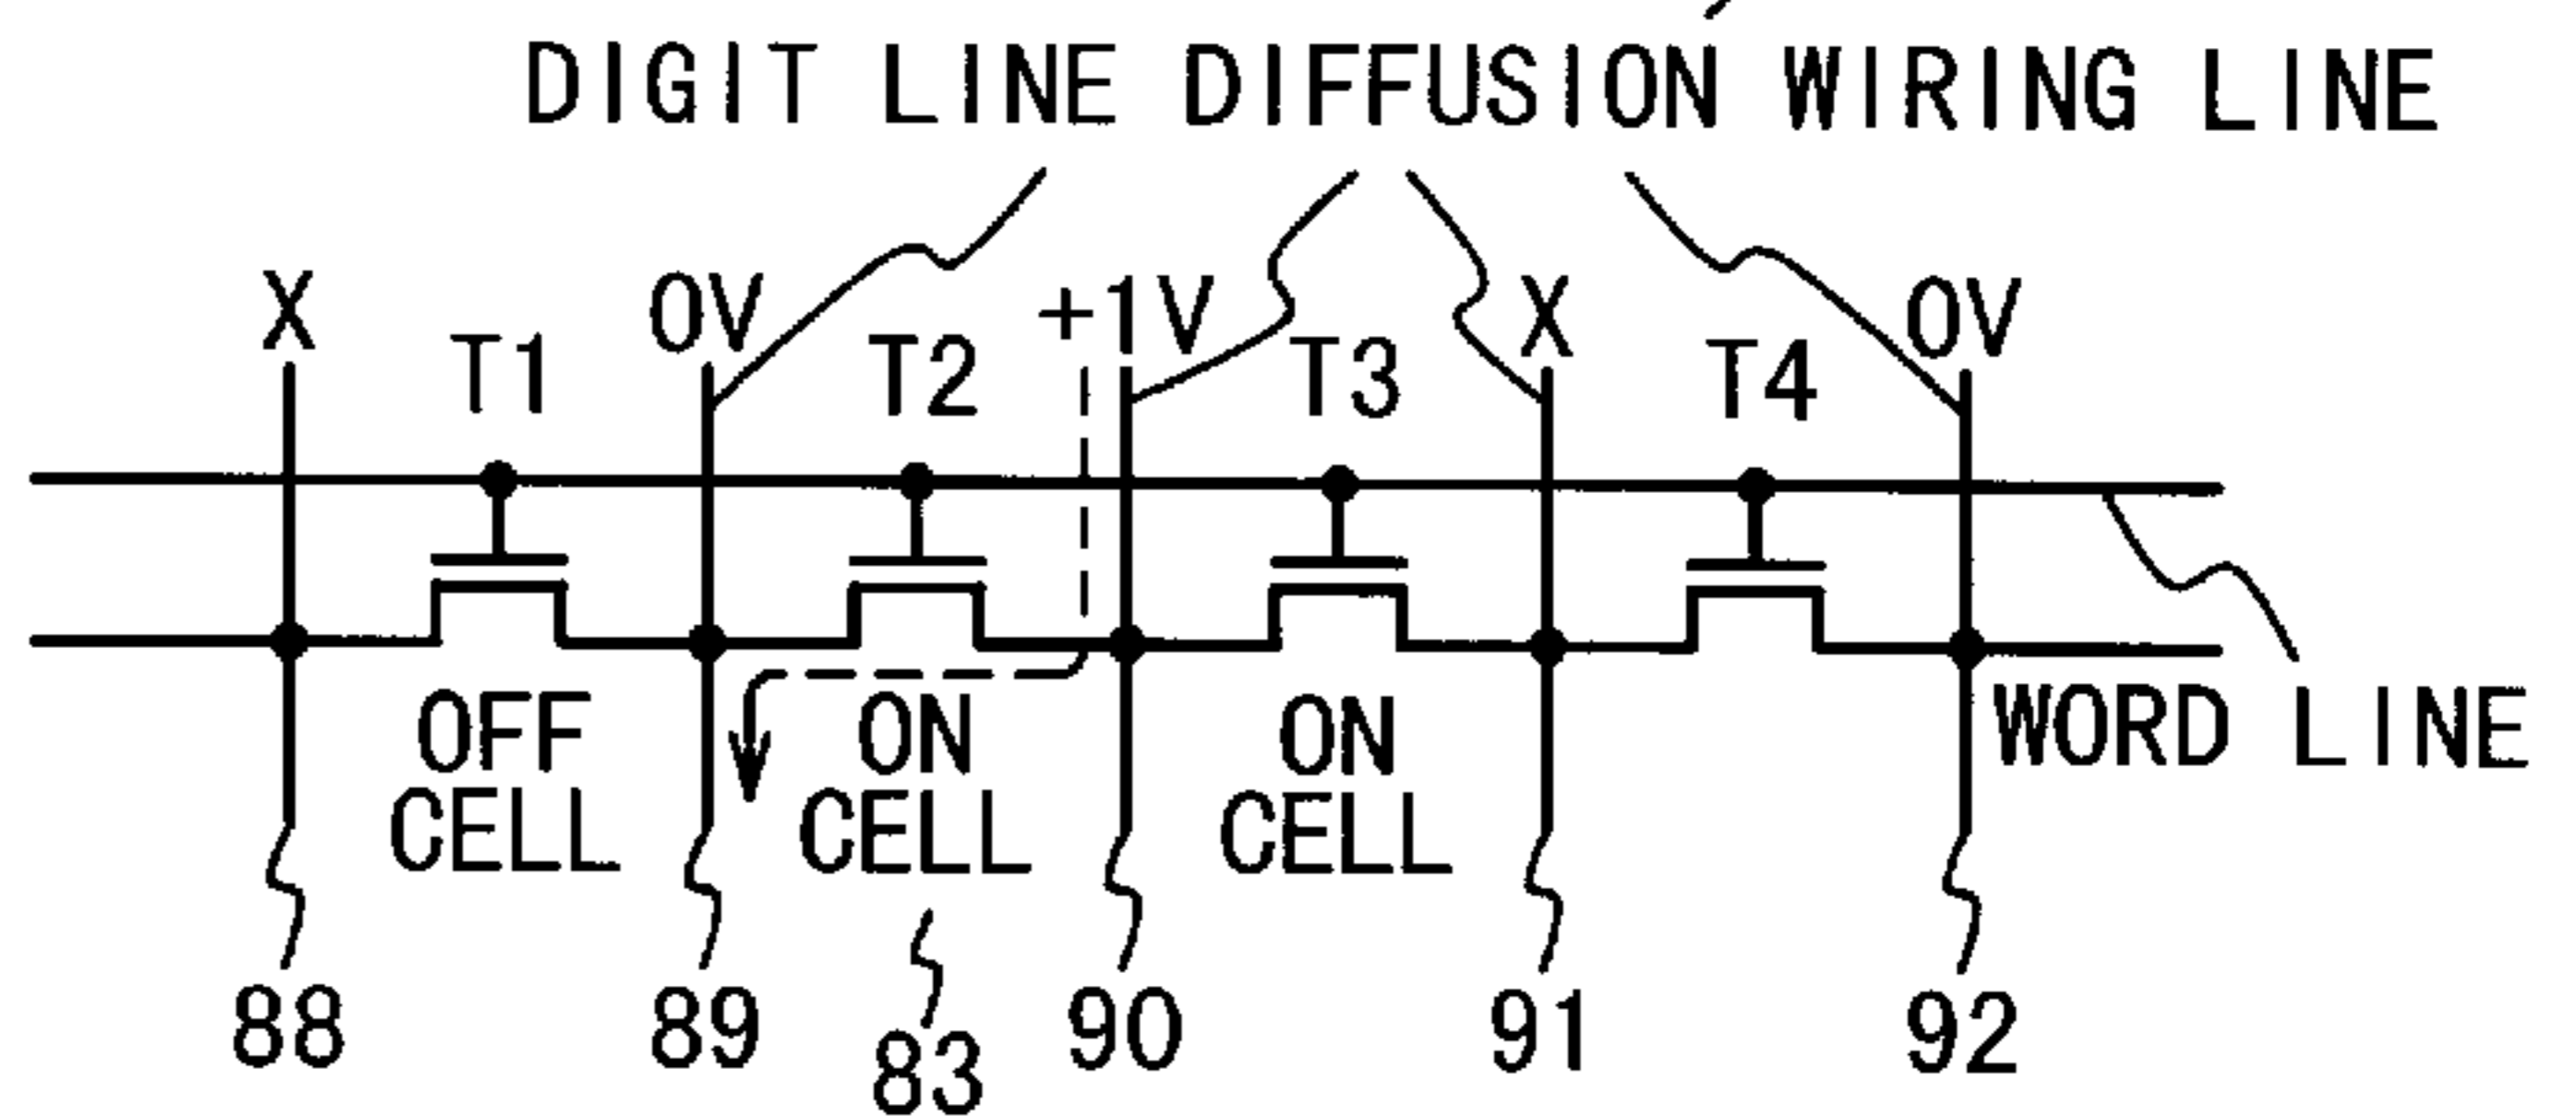 DIGIT LINE DIFFUSION WIRING LINE
X T1 0V T2 +1V T3 X T4 0V
OFF CELL
ON CELL
ON CELL
WORD LINE
88 89 83 90 91 92